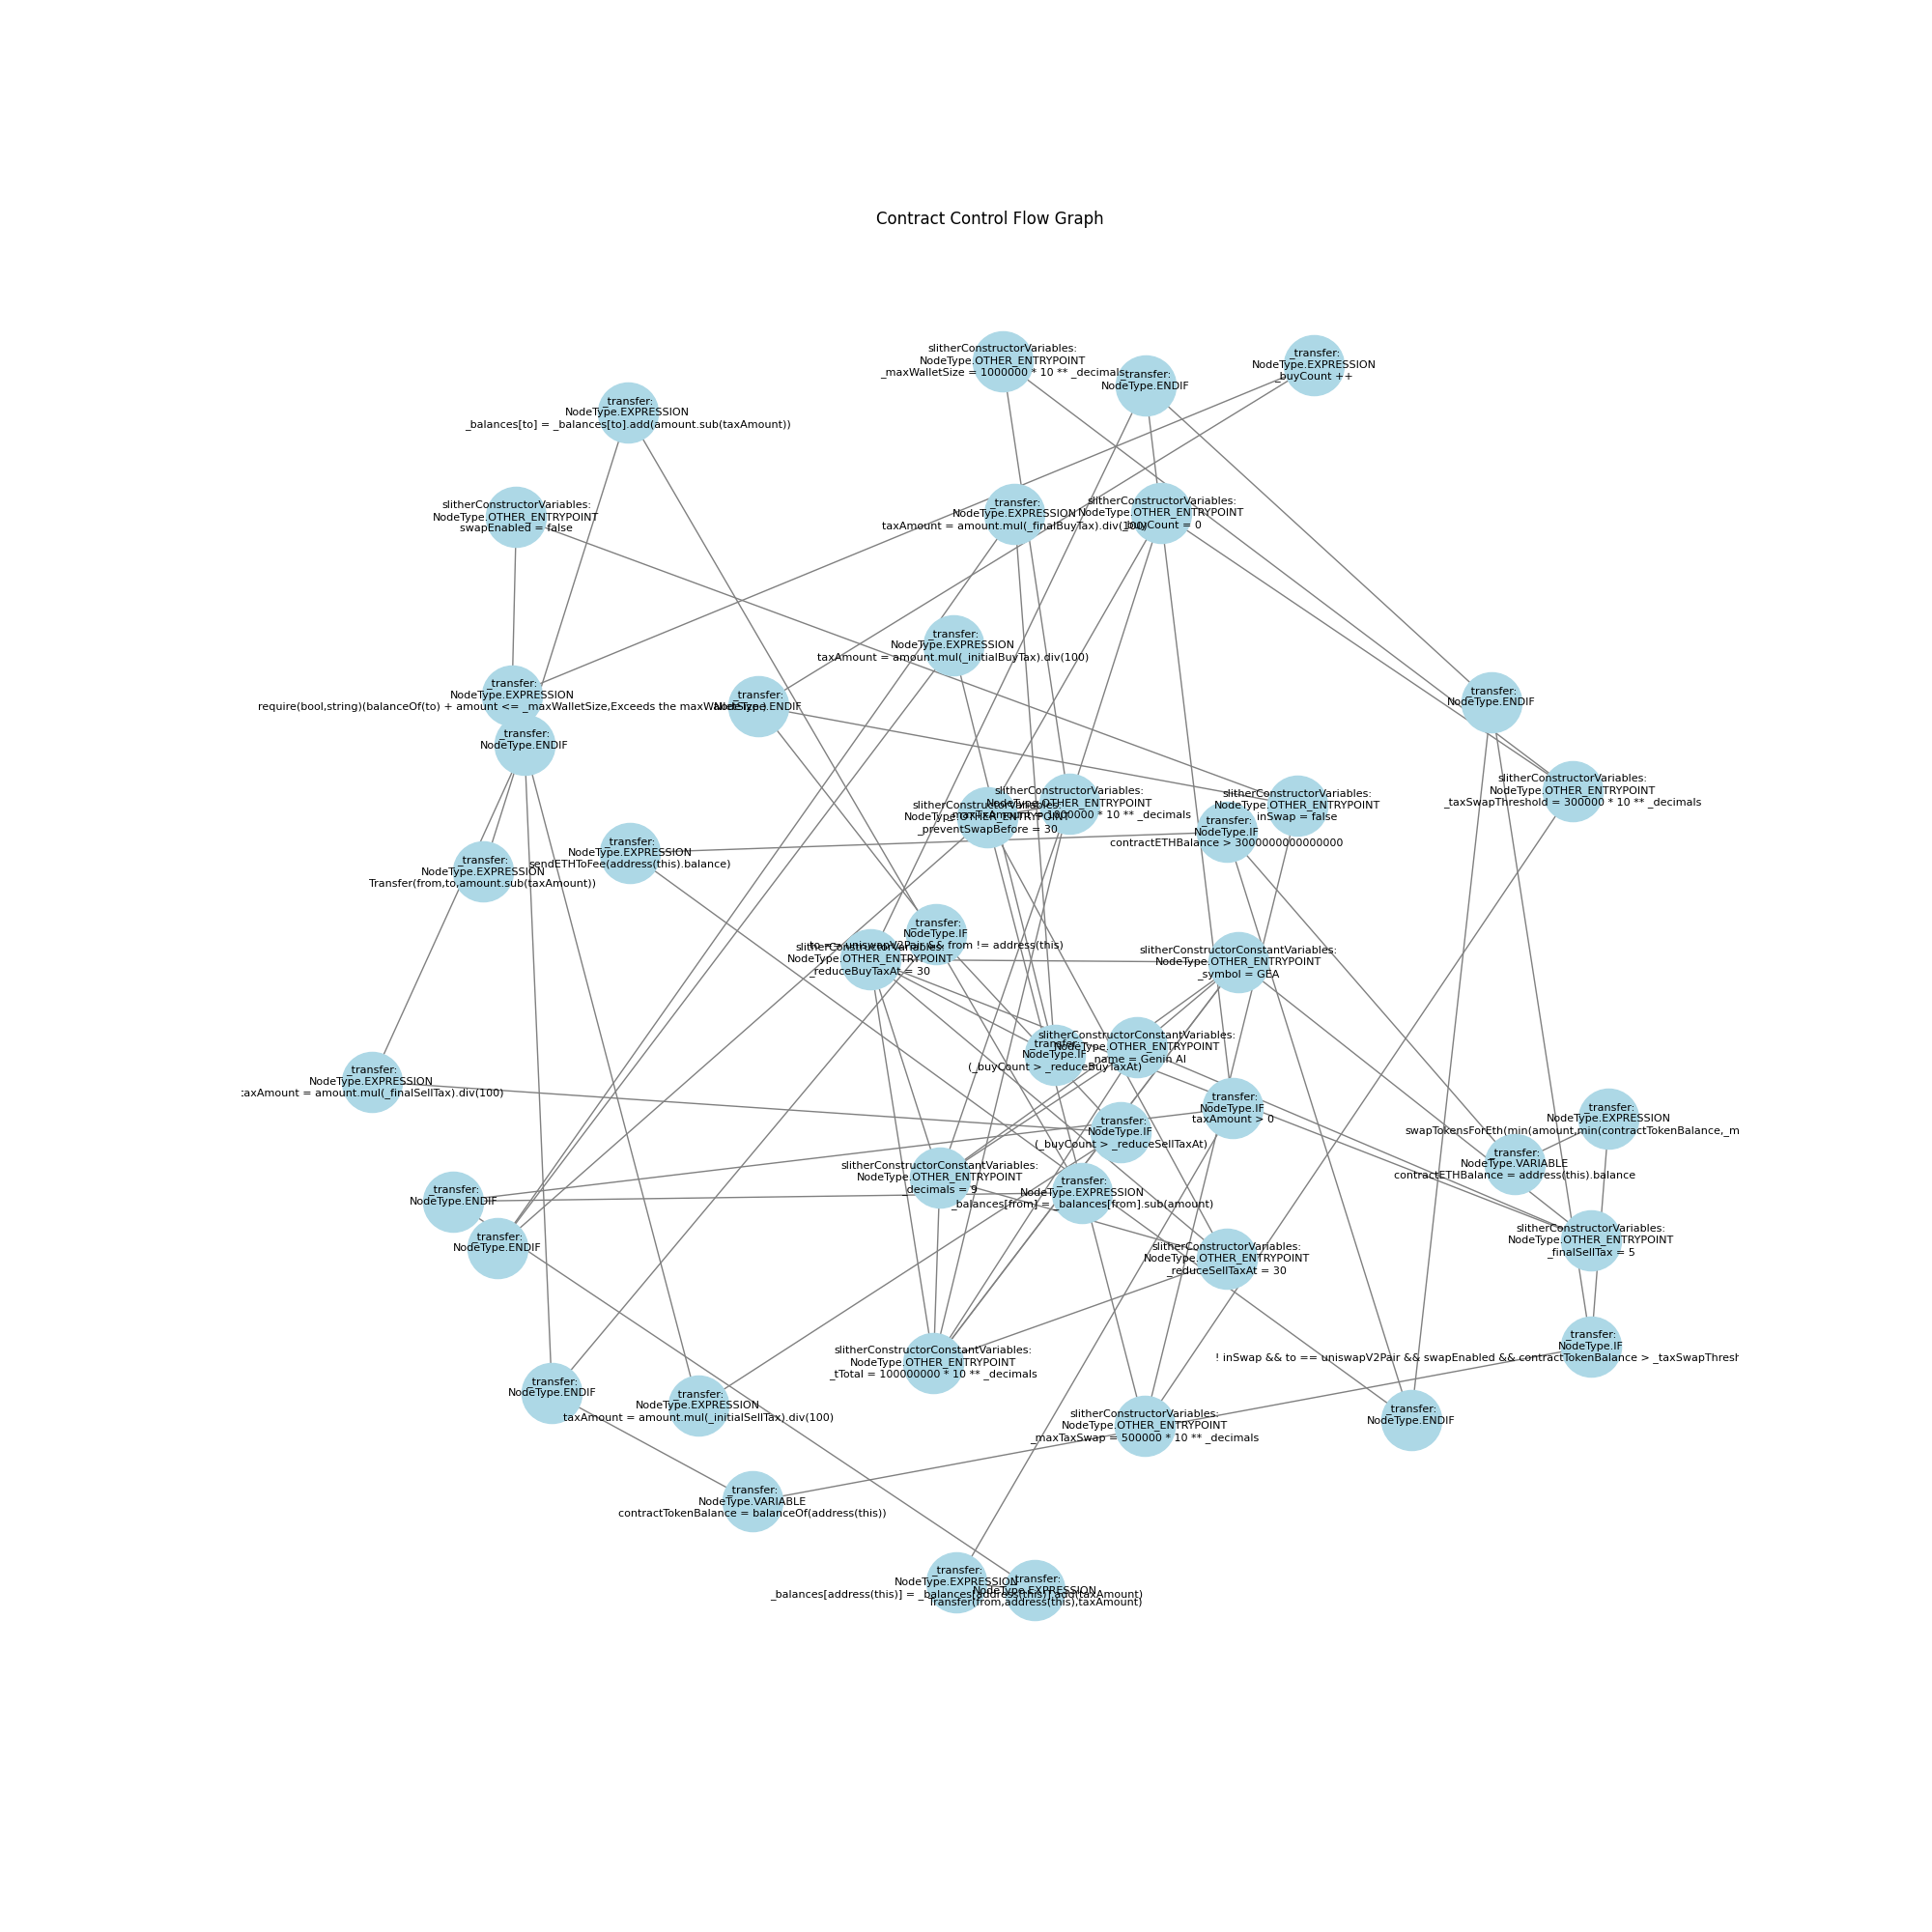 Contract Control Flow Graph
slitherConstructorVariables:
NodeType.OTHER_ENTRYPOINT
_maxWalletSize = 1000000 * 10 ** _decimals
_transfer:
NodeType.ENDIF
_transfer:
NodeType.EXPRESSION
_buyCount ++
_transfer:
NodeType.EXPRESSION
_balances[to] = _balances[to].add(amount.sub(taxAmount))
slitherConstructorVariables:
NodeType.OTHER_ENTRYPOINT
swapEnabled = false
_transfer:
NodeType.EXPRESSION
taxAmount = amount.mul(_finalBuyTax).div(100)
slitherConstructorVariables:
NodeType.OTHER_ENTRYPOINT
_buyCount = 0
_transfer:
NodeType.EXPRESSION
taxAmount = amount.mul(_initialBuyTax).div(100)
_transfer:
NodeType.EXPRESSION
require(bool,string)(balanceOf(to) + amount <= _maxWalletSize,Exceeds the maxWalletSize.)
_transfer:
NodeType.ENDIF
_transfer:
NodeType.ENDIF
_transfer:
NodeType.ENDIF
slitherConstructorVariables:
NodeType.OTHER_ENTRYPOINT
_taxSwapThreshold = 300000 * 10 ** _decimals
slitherConstructorVariables:
NodeType.OTHER_ENTRYPOINT
_maxTxAmount = 1000000 * 10 ** _decimals
slitherConstructorVariables:
NodeType.OTHER_ENTRYPOINT
_preventSwapBefore = 30
slitherConstructorVariables:
NodeType.OTHER_ENTRYPOINT
inSwap = false
_transfer:
NodeType.IF
contractETHBalance > 3000000000000000
_transfer:
NodeType.EXPRESSION
sendETHToFee(address(this).balance)
_transfer:
NodeType.EXPRESSION
Transfer(from,to,amount.sub(taxAmount))
_transfer:
NodeType.IF
to == uniswapV2Pair && from != address(this)
slitherConstructorVariables:
NodeType.OTHER_ENTRYPOINT
_reduceBuyTaxAt = 30
slitherConstructorConstantVariables:
NodeType.OTHER_ENTRYPOINT
_symbol = GEA
slitherConstructorConstantVariables:
NodeType.OTHER_ENTRYPOINT
_name = Genin AI
_transfer:
NodeType.IF
(_buyCount > _reduceBuyTaxAt)
_transfer:
NodeType.EXPRESSION
taxAmount = amount.mul(_finalSellTax).div(100)
_transfer:
NodeType.IF
taxAmount > 0
_transfer:
NodeType.EXPRESSION
swapTokensForEth(min(amount,min(contractTokenBalance,_m
_transfer:
NodeType.IF
(_buyCount > _reduceSellTaxAt)
_transfer:
NodeType.VARIABLE
contractETHBalance = address(this).balance
slitherConstructorConstantVariables:
NodeType.OTHER_ENTRYPOINT
_decimals = 9
_transfer:
NodeType.EXPRESSION
_balances[from] = _balances[from].sub(amount)
_transfer:
NodeType.ENDIF
_transfer:
NodeType.ENDIF
slitherConstructorVariables:
NodeType.OTHER_ENTRYPOINT
_finalSellTax = 5
slitherConstructorVariables:
NodeType.OTHER_ENTRYPOINT
_reduceSellTaxAt = 30
_transfer:
NodeType.IF
! inSwap && to == uniswapV2Pair && swapEnabled && contractTokenBalance > _taxSwapThresh
slitherConstructorConstantVariables:
NodeType.OTHER_ENTRYPOINT
_tTotal = 100000000 * 10 ** _decimals
_transfer:
NodeType.ENDIF
_transfer:
NodeType.EXPRESSION
taxAmount = amount.mul(_initialSellTax).div(100)
slitherConstructorVariables:
NodeType.OTHER_ENTRYPOINT
_maxTaxSwap = 500000 * 10 ** _decimals
_transfer:
NodeType.ENDIF
_transfer:
NodeType.VARIABLE
contractTokenBalance = balanceOf(address(this))
_transfer:
NodeType.EXPRESSION
_balances[address(this)] = _balances[address(this)].add(taxAmount)
_transfer:
NodeType.EXPRESSION
Transfer(from,address(this),taxAmount)